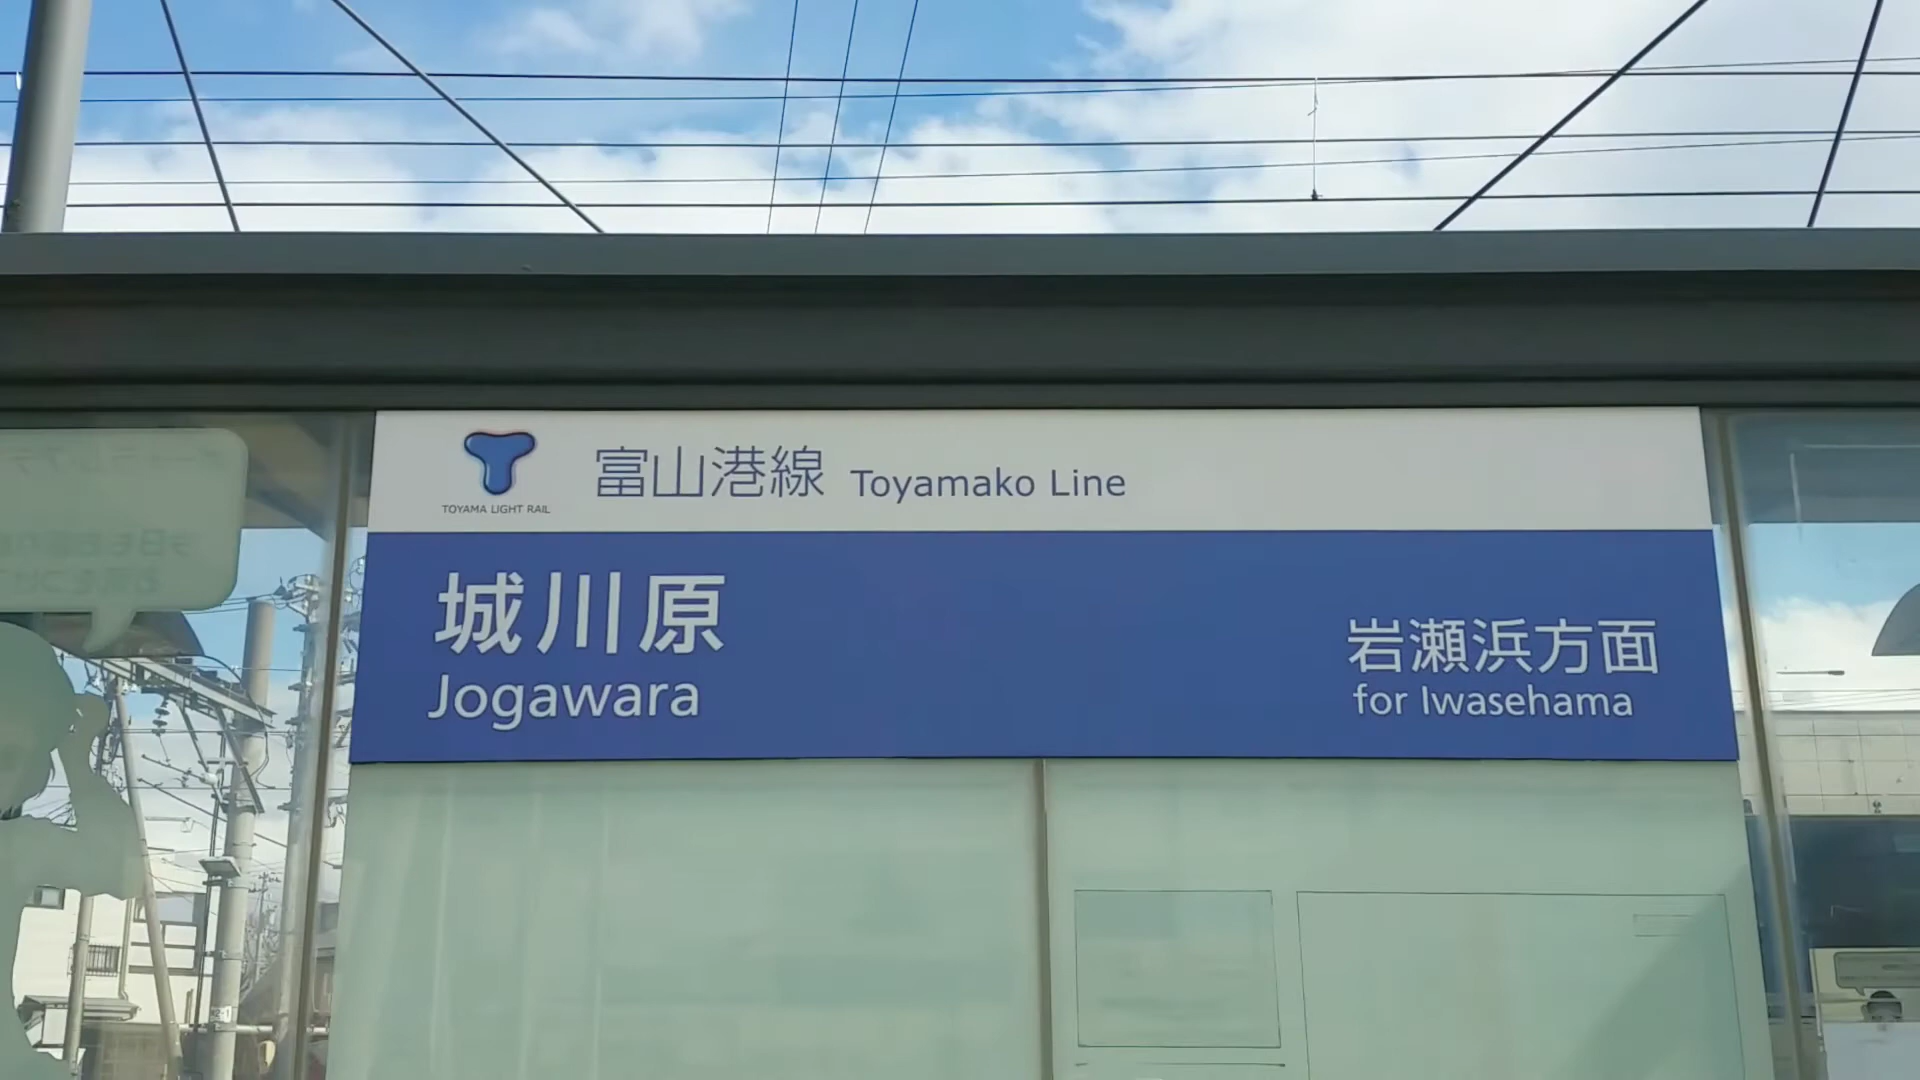 富山港線 Toyamako Line
TOYAMA LIGHT RAIL
城川原
Jogawara
岩瀬浜方面
for Iwasehama